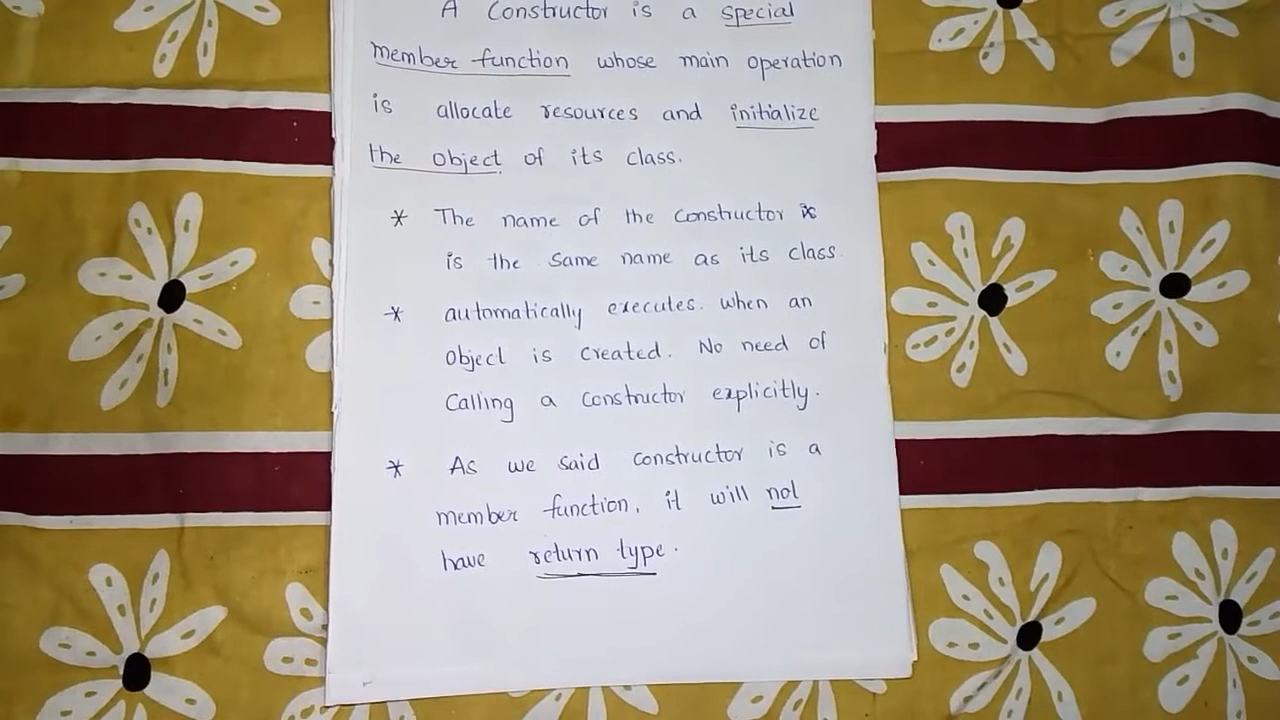 A Constructor is a special
member function whose main operation
is allocate resources and initialize
the object of its class.
* The name of the Constructor
is the same name as its class.
* automatically executes. When an
object is created. No need of
Calling a constructor explicitly.
* As we said constructor is a
member function, it will not
have return type.